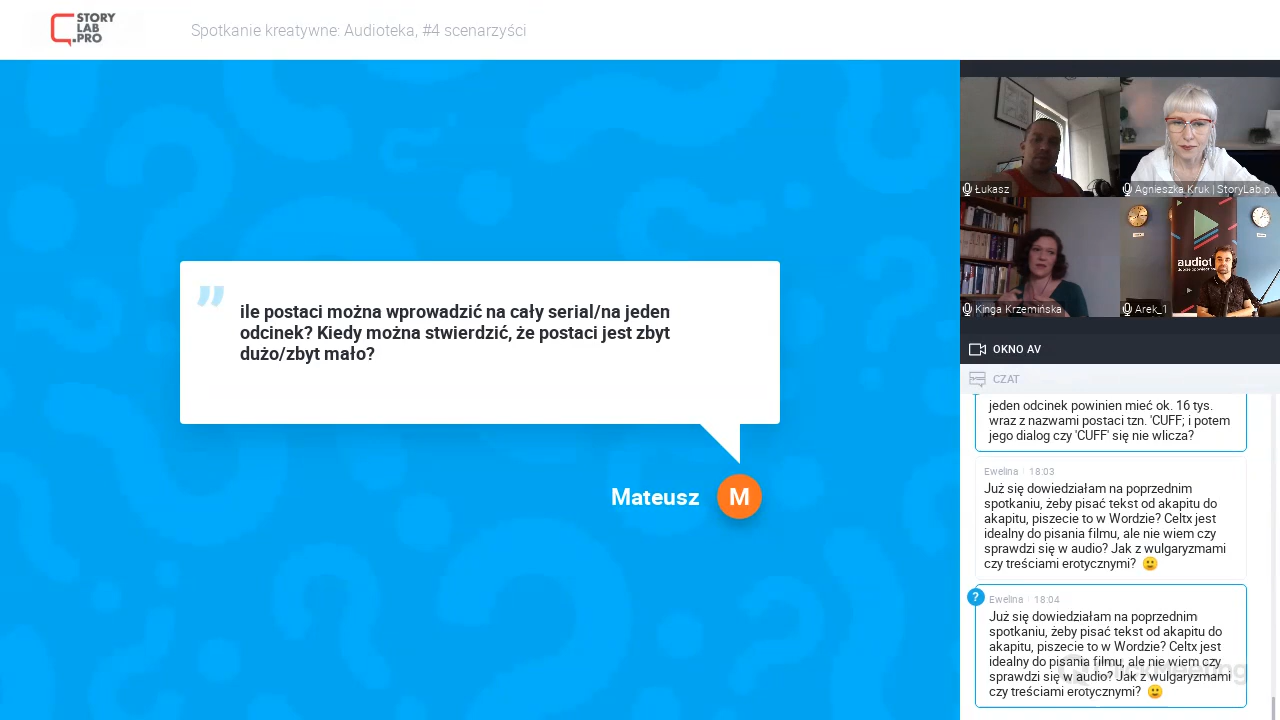 STORY
LAB
.PRO
Spotkanie kreatywne: Audioteka, #4 scenarzyści
ile postaci można wprowadzić na cały serial/na jeden
odcinek? Kiedy można stwierdzić, że postaci jest zbyt
dużo/zbyt mało?
Mateusz
M
Łukasz
Agnieszka Kruk | StoryLab.p...
Kinga Krzemińska
audiot
Arek_1
OKNO AV
CZAT
jeden odcinek powinien mieć ok. 16 tys.
wraz z nazwami postaci tzn. 'CUFF; i potem
jego dialog czy 'CUFF' się nie wlicza?
Ewelina | 18:03
Już się dowiedziałam na poprzednim
spotkaniu, żeby pisać tekst od akapitu do
akapitu, piszecie to w Wordzie? Celtx jest
idealny do pisania filmu, ale nie wiem czy
sprawdzi się w audio? Jak z wulgaryzmami
czy treściami erotycznymi? 🙂
?
Ewelina | 18:04
Już się dowiedziałam na poprzednim
spotkaniu, żeby pisać tekst od akapitu do
akapitu, piszecie to w Wordzie? Celtx jest
idealny do pisania filmu, ale nie wiem czy
sprawdzi się w audio? Jak z wulgaryzmami
czy treściami erotycznymi? 🙂